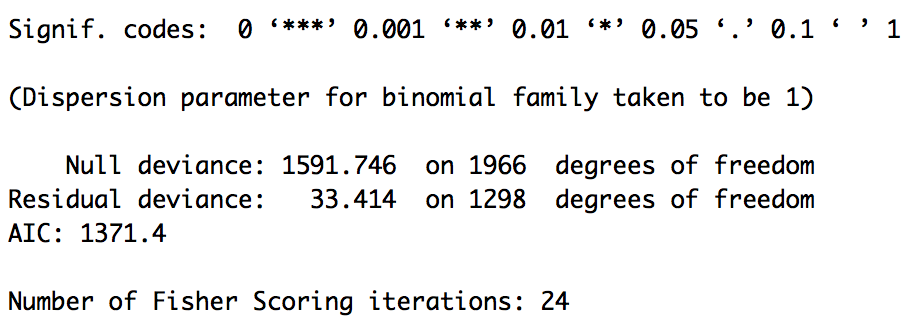 Signif. codes:  0 ‘***’ 0.001 ‘**’ 0.01 ‘*’ 0.05 ‘.’ 0.1 ‘ ’ 1
(Dispersion parameter for binomial family taken to be 1)
Null deviance: 1591.746  on 1966  degrees of freedom
Residual deviance:   33.414  on 1298  degrees of freedom
AIC: 1371.4
Number of Fisher Scoring iterations: 24